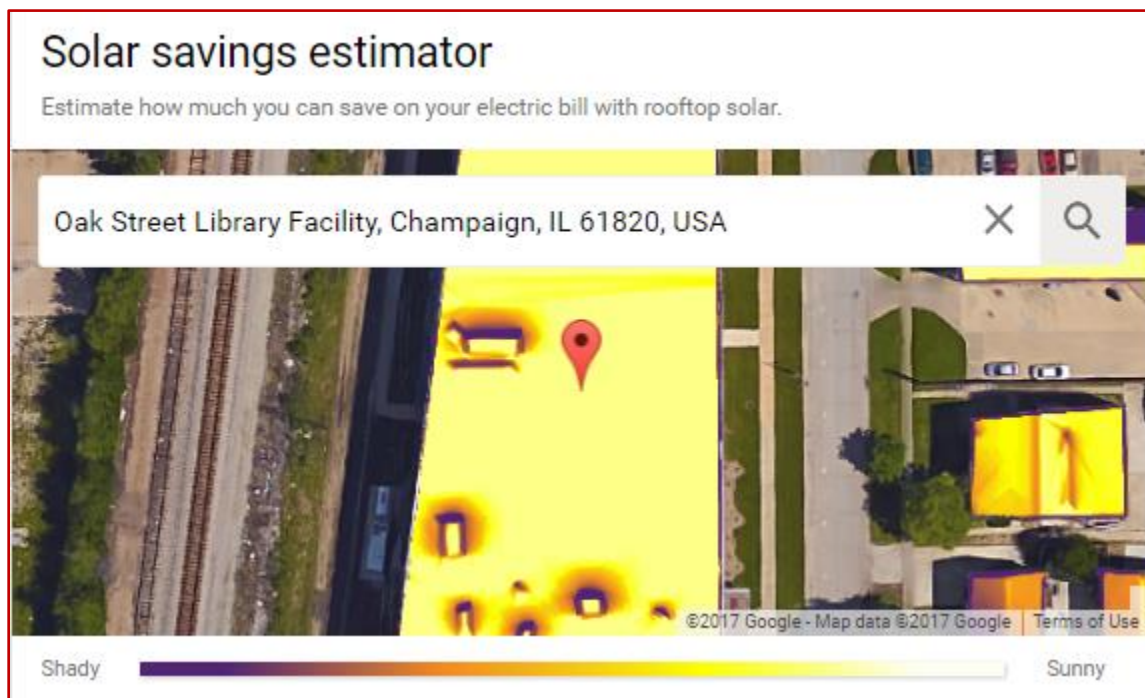 Solar savings estimator
Estimate how much you can save on your electric bill with rooftop solar.
Oak Street Library Facility, Champaign, IL 61820, USA
©2017 Google - Map data ©2017 Google Terms of Use
Shady Sunny